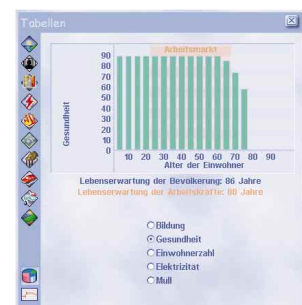 Tabellen
Arbeitsmarkt
90
80
70
60
50
40
30
20
10
0
Gesundheit
10 20 30 40 50 60 70 80 90
Alter der Einwohner
Lebenserwartung der Bevölkerung: 86 Jahre
Lebenserwartung der Arbeitskräfte: 88 Jahre
Bildung
Gesundheit
Einwohnerzahl
Elektrizität
Müll